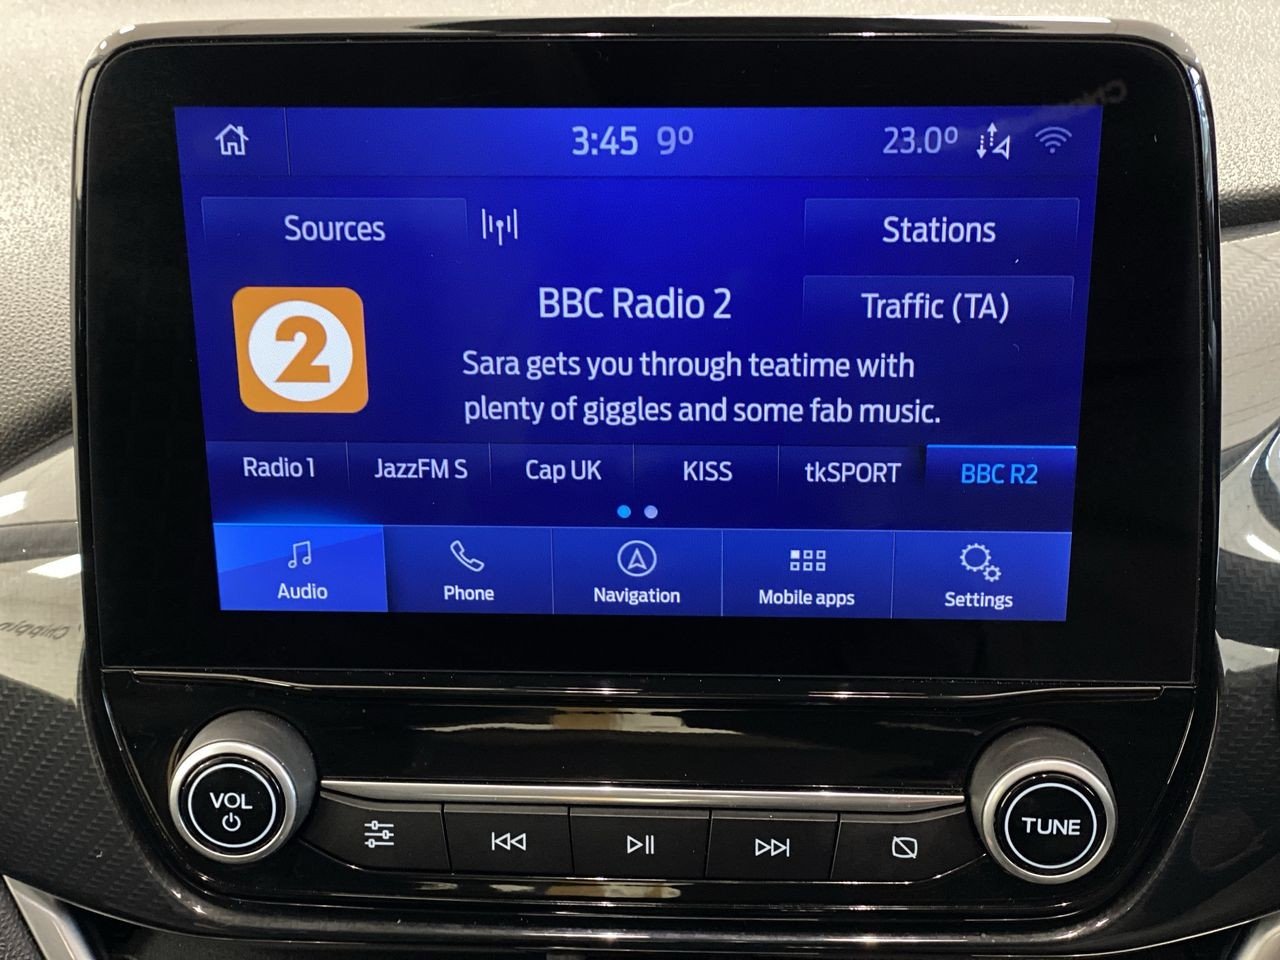 3:45 9°
23.0°
Sources
Stations
BBC Radio 2
Traffic (TA)
2
Sara gets you through teatime with
plenty of giggles and some fab music.
Radio 1 JazzFM S Cap UK KISS tkSPORT BBC R2
Audio Phone Navigation Mobile apps Settings
VOL
TUNE